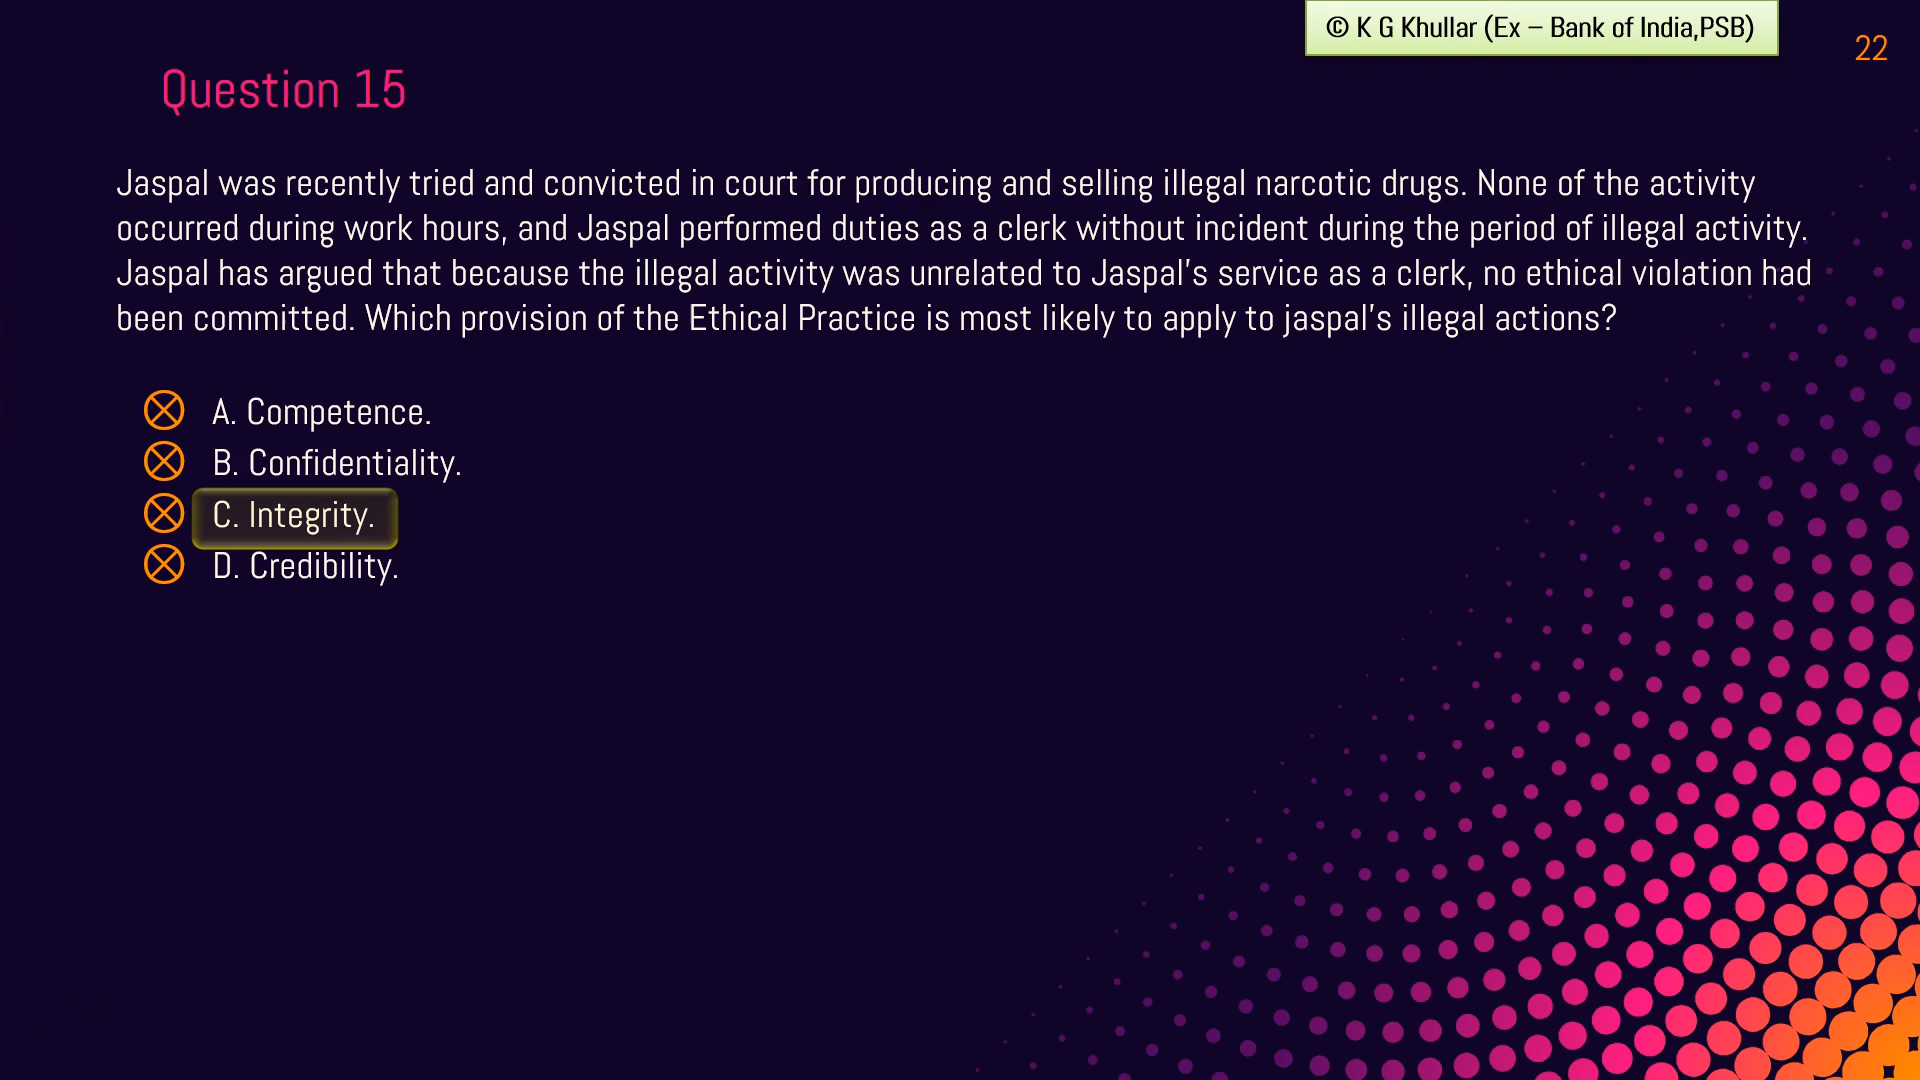 © K G Khullar (Ex – Bank of India,PSB)
22
Question 15
Jaspal was recently tried and convicted in court for producing and selling illegal narcotic drugs. None of the activity
occurred during work hours, and Jaspal performed duties as a clerk without incident during the period of illegal activity.
Jaspal has argued that because the illegal activity was unrelated to Jaspal's service as a clerk, no ethical violation had
been committed. Which provision of the Ethical Practice is most likely to apply to jaspal's illegal actions?
A. Competence.
B. Confidentiality.
C. Integrity.
D. Credibility.